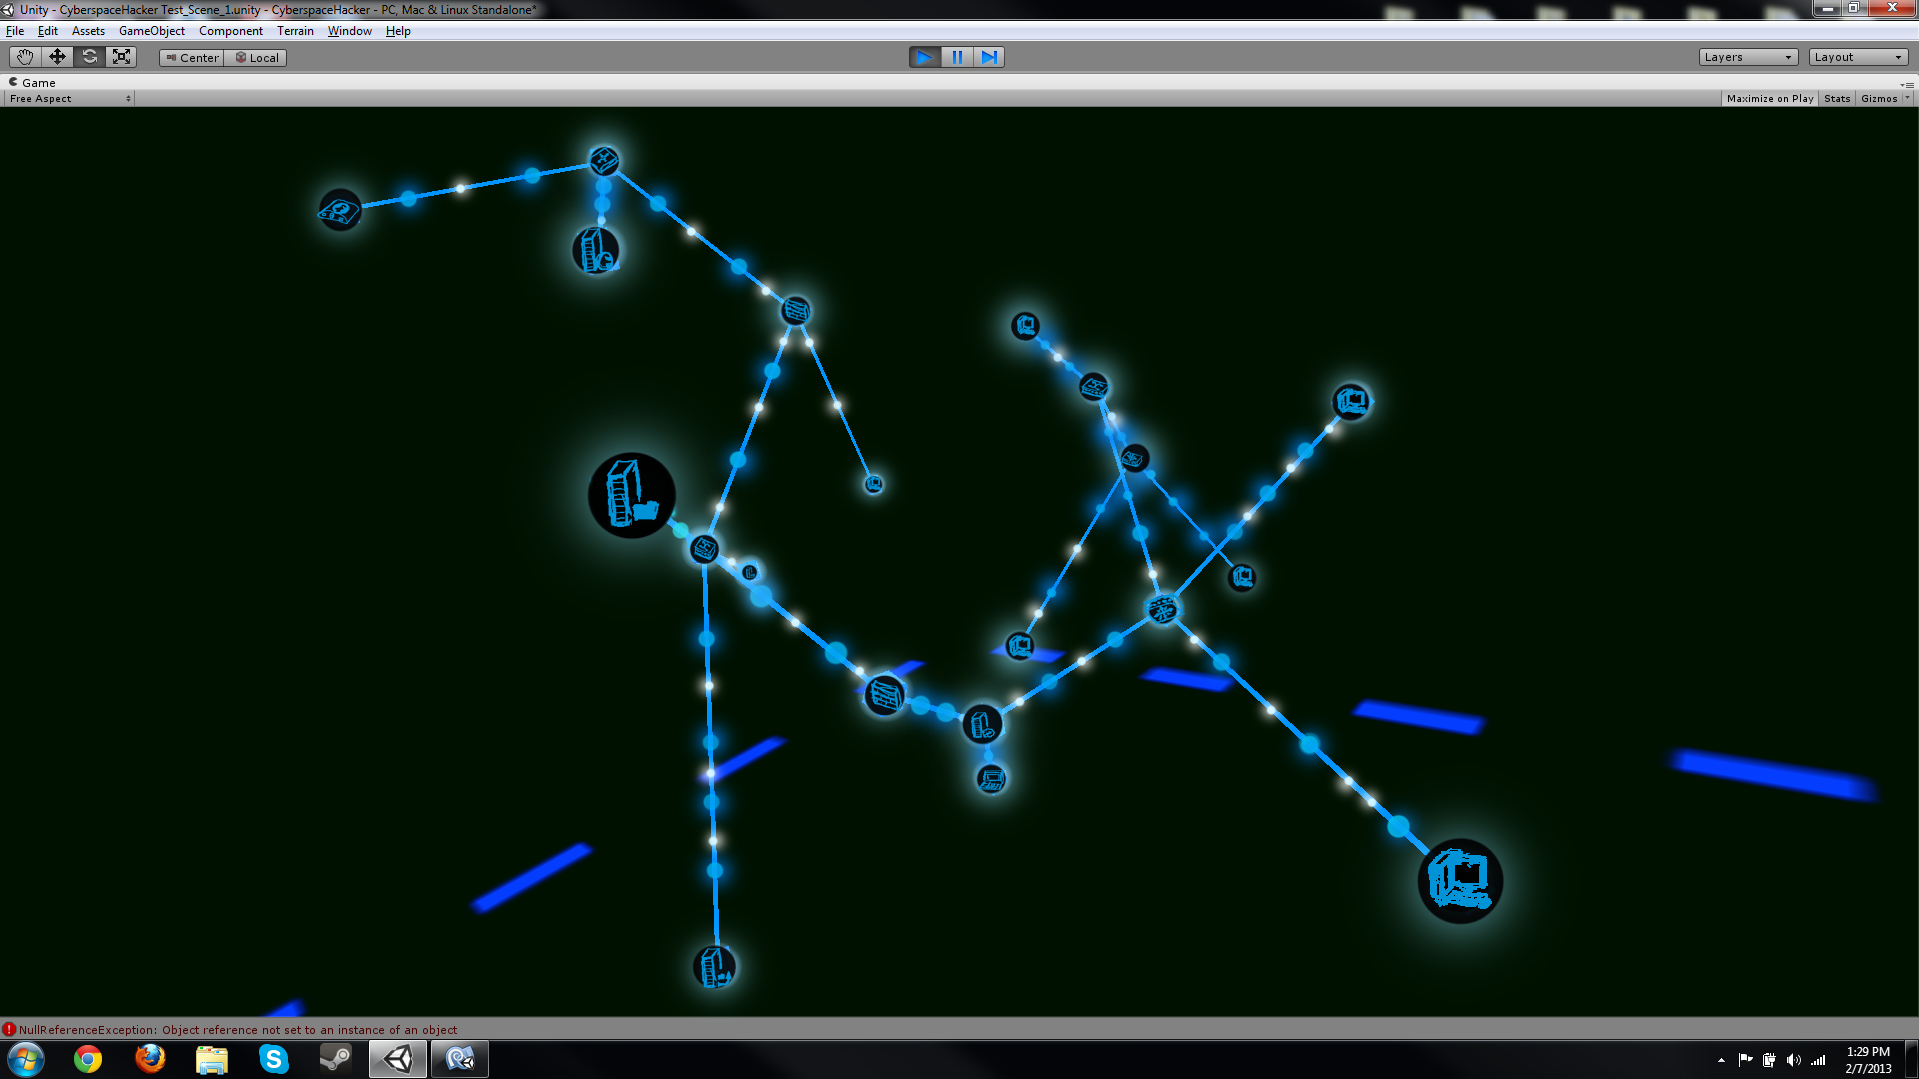 Unity - CyberspaceHacker Test_Scene_1.unity - CyberspaceHacker - PC, Mac & Linux Standalone*
File Edit Assets GameObject Component Terrain Window Help
Center Local Layers Layout
Game
Free Aspect Maximize on Play Stats Gizmos
NullReferenceException: Object reference not set to an instance of an object
1:29 PM
2/7/2013